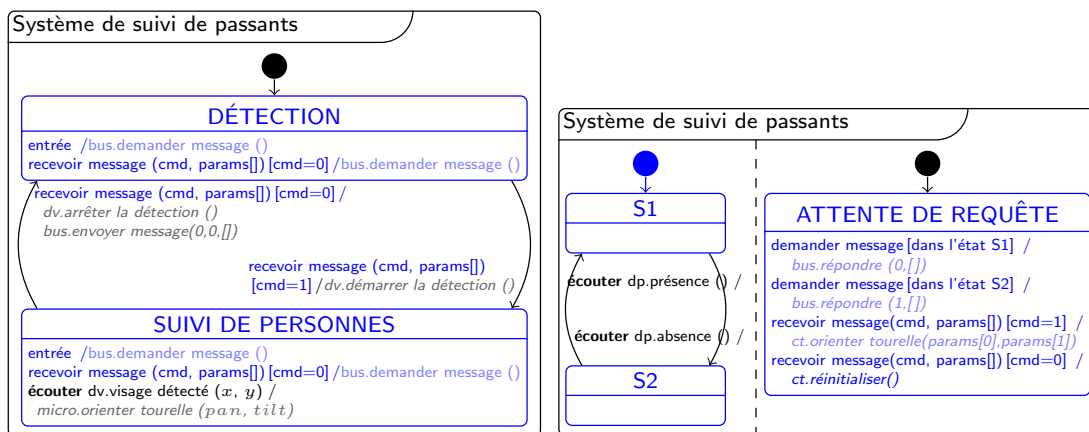 Système de suivi de passants
DÉTECTION
entrée /bus.demander message ()
recevoir message (cmd, params[]) [cmd=0] /bus.demander message ()
recevoir message (cmd, params[]) [cmd=0] /
dv.arrêter la détection ()
bus.envoyer message(0,0,[])
recevoir message (cmd, params[])
[cmd=1] /dv.démarrer la détection ()
SUIVI DE PERSONNES
entrée /bus.demander message ()
recevoir message (cmd, params[]) [cmd=0] /bus.demander message ()
écouter dv.visage détecté (x, y) /
micro.orienter tourelle (pan, tilt)
Système de suivi de passants
S1
écouter dp.présence () /
écouter dp.absence () /
S2
ATTENTE DE REQUÊTE
demander message [dans l'état S1] /
bus.répondre (0,[])
demander message [dans l'état S2] /
bus.répondre (1,[])
recevoir message(cmd, params[]) [cmd=1] /
ct.orienter tourelle(params[0],params[1])
recevoir message(cmd, params[]) [cmd=0] /
ct.réinitialiser()